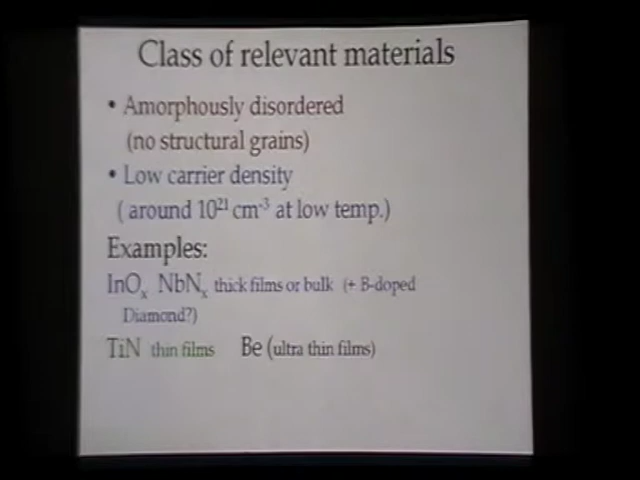 Class of relevant materials
• Amorphously disordered
(no structural grains)
• Low carrier density
( around 10²¹ cm⁻³ at low temp.)
Examples:
InOₓ NbNₓ thick films or bulk (+ B-doped
Diamond?)
TiN thin films Be (ultra thin films)